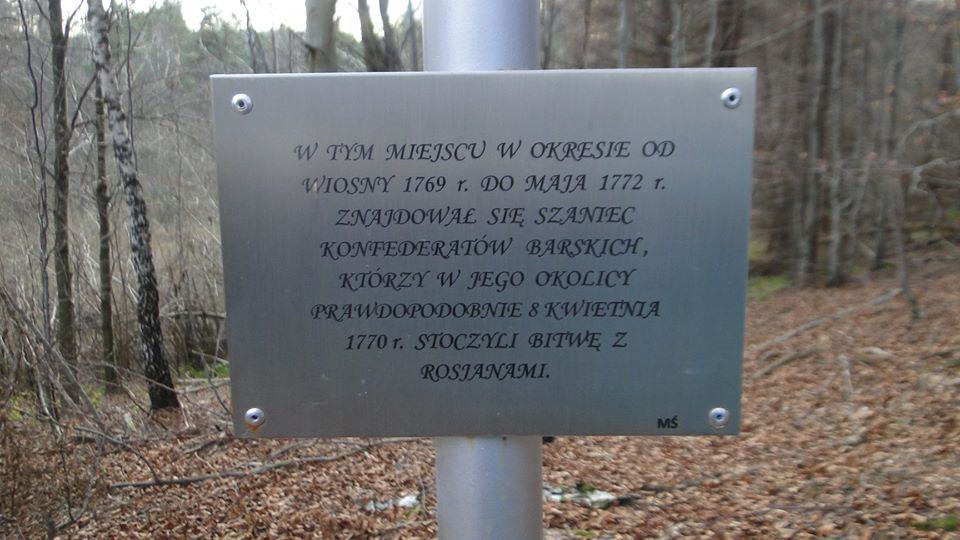 W TYM MIEJSCU W OKRESIE OD
WIOSNY 1769 r. DO MAJA 1772 r.
ZNAJDOWAŁ SIĘ SZANIEC
KONFEDERATÓW BARSKICH,
KTÓRZY W JEGO OKOLICY
PRAWDOPODOBNIE 8 KWIETNIA
1770 r. STOCZYLI BITWĘ Z
ROSJANAMI.
MŚ